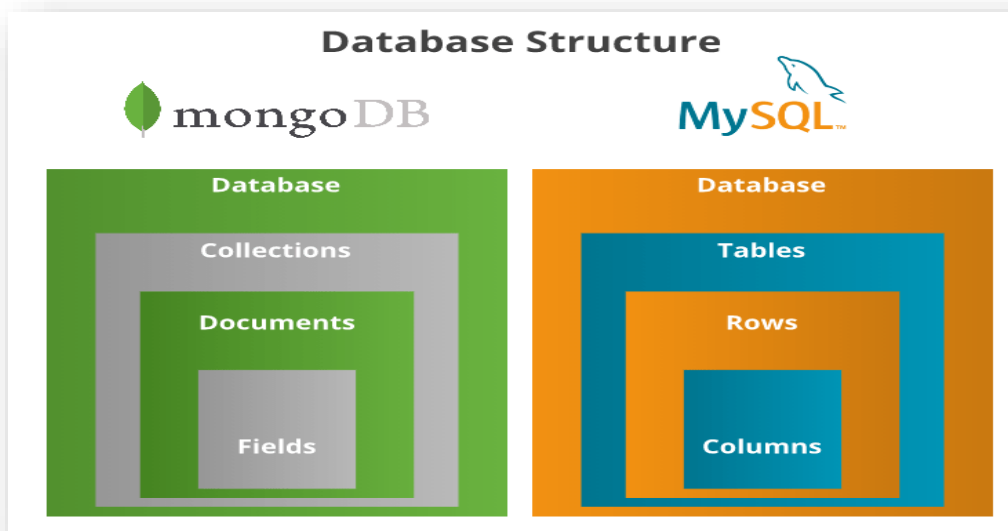 Database Structure
mongoDB
MySQL™
Database
Collections
Documents
Fields
Database
Tables
Rows
Columns